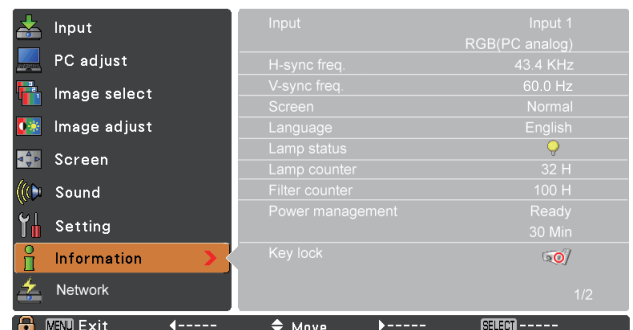 Input
PC adjust
Image select
Image adjust
Screen
Sound
Setting
Information
Network
Input Input 1
RGB(PC analog)
H-sync freq. 43.4 KHz
V-sync freq. 60.0 Hz
Screen Normal
Language English
Lamp status
Lamp counter 32 H
Filter counter 100 H
Power management Ready
30 Min
Key lock
1/2
MENU Exit ----- Move ----- SELECT -----